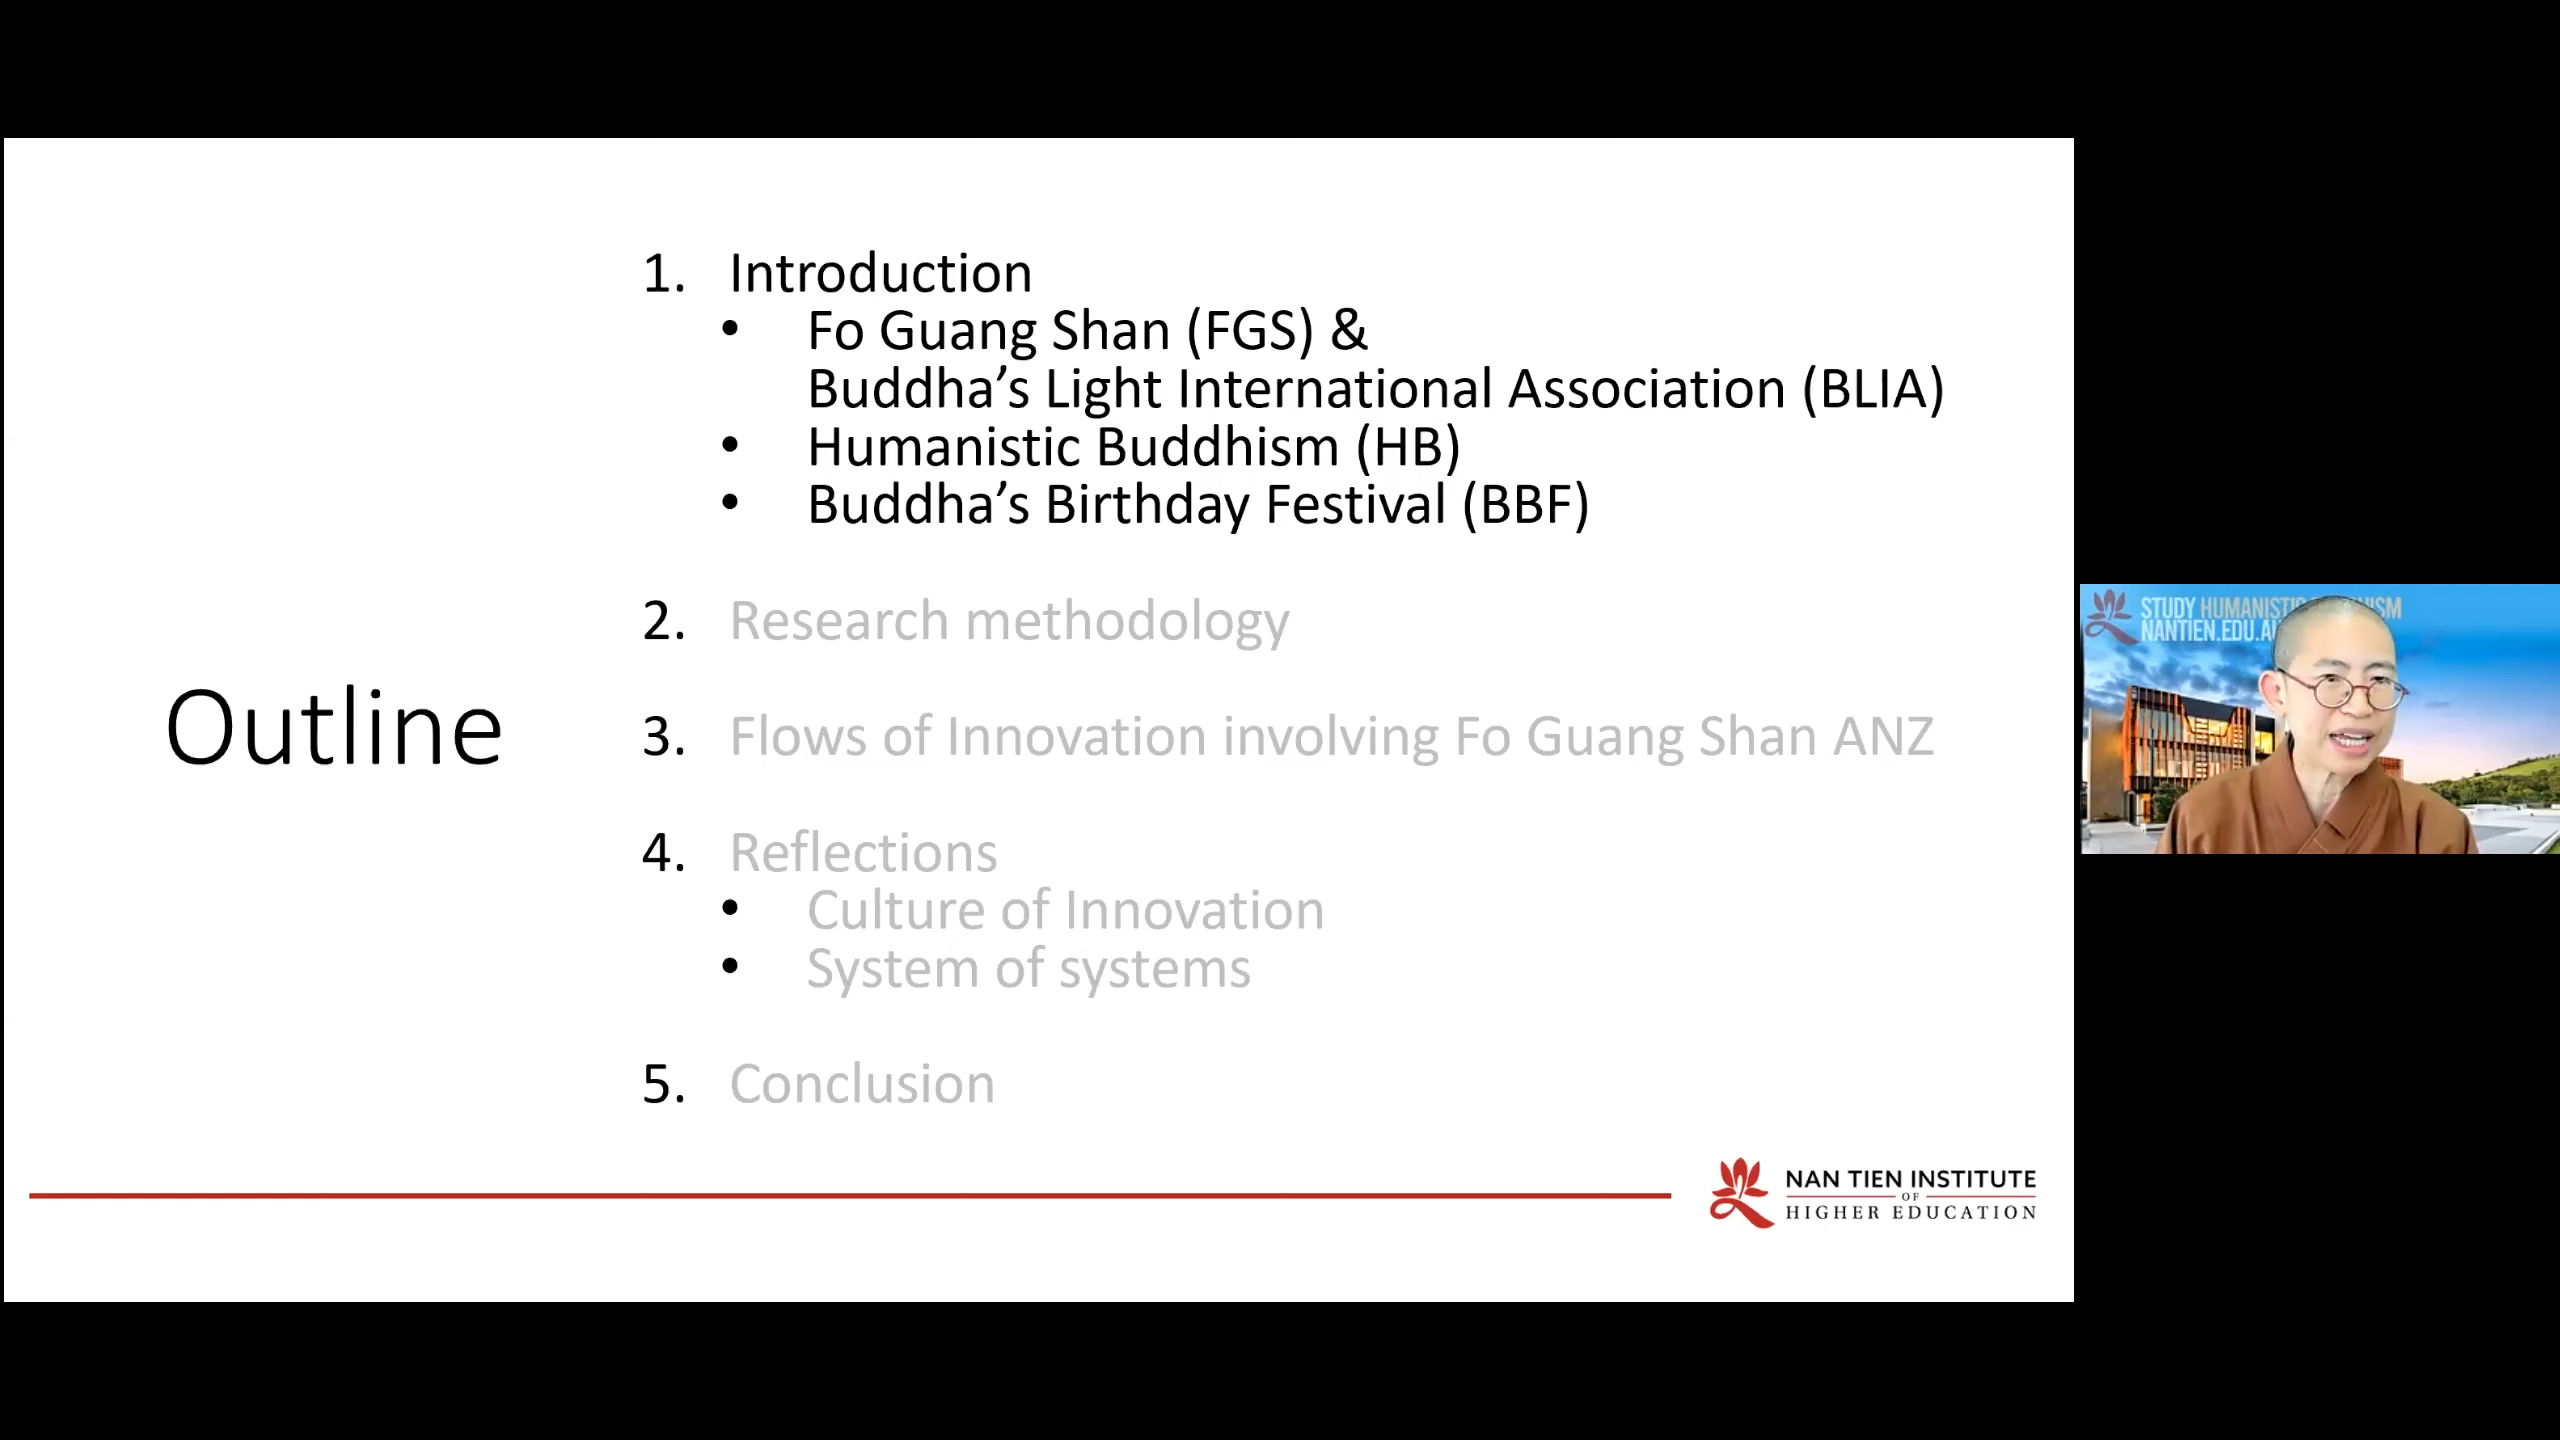 Outline
1. Introduction
• Fo Guang Shan (FGS) &
Buddha’s Light International Association (BLIA)
• Humanistic Buddhism (HB)
• Buddha’s Birthday Festival (BBF)
2. Research methodology
3. Flows of Innovation involving Fo Guang Shan ANZ
4. Reflections
• Culture of Innovation
• System of systems
5. Conclusion
NAN TIEN INSTITUTE
OF
HIGHER EDUCATION
STUDY
NANTIEN.EDU.AU